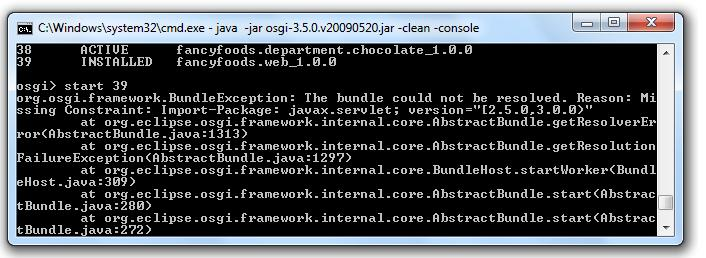 C:\Windows\system32\cmd.exe - java -jar osgi-3.5.0.v20090520.jar -clean -console
38 ACTIVE fancyfoods.department.chocolate_1.0.0
39 INSTALLED fancyfoods.web_1.0.0
osgi> start 39
org.osgi.framework.BundleException: The bundle could not be resolved. Reason: Mi
ssing Constraint: Import-Package: javax.servlet; version="[2.5.0,3.0.0)"
at org.eclipse.osgi.framework.internal.core.AbstractBundle.getResolverEr
ror(AbstractBundle.java:1313)
at org.eclipse.osgi.framework.internal.core.AbstractBundle.getResolution
FailureException(AbstractBundle.java:1297)
at org.eclipse.osgi.framework.internal.core.BundleHost.startWorker(Bundl
eHost.java:309)
at org.eclipse.osgi.framework.internal.core.AbstractBundle.start(Abstrac
tBundle.java:280)
at org.eclipse.osgi.framework.internal.core.AbstractBundle.start(Abstrac
tBundle.java:272)